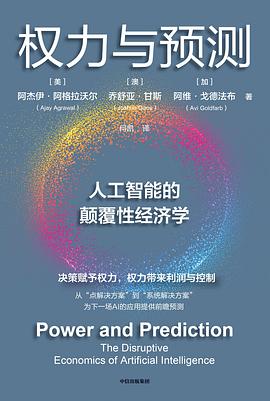 权力与预测
[美] [澳] [加]
阿杰伊·阿格拉沃尔 乔舒亚·甘斯 阿维·戈德法布 著
(Ajay Agrawal) (Joshua Gans) (Avi Goldfarb)
闫佳 译
人工智能的
颠覆性经济学
决策赋予权力，权力带来利润与控制
从“点解决方案”到“系统解决方案”
为下一场AI的应用提供前瞻预测
Power and Prediction
The Disruptive
Economics of Artificial Intelligence
中信出版集团